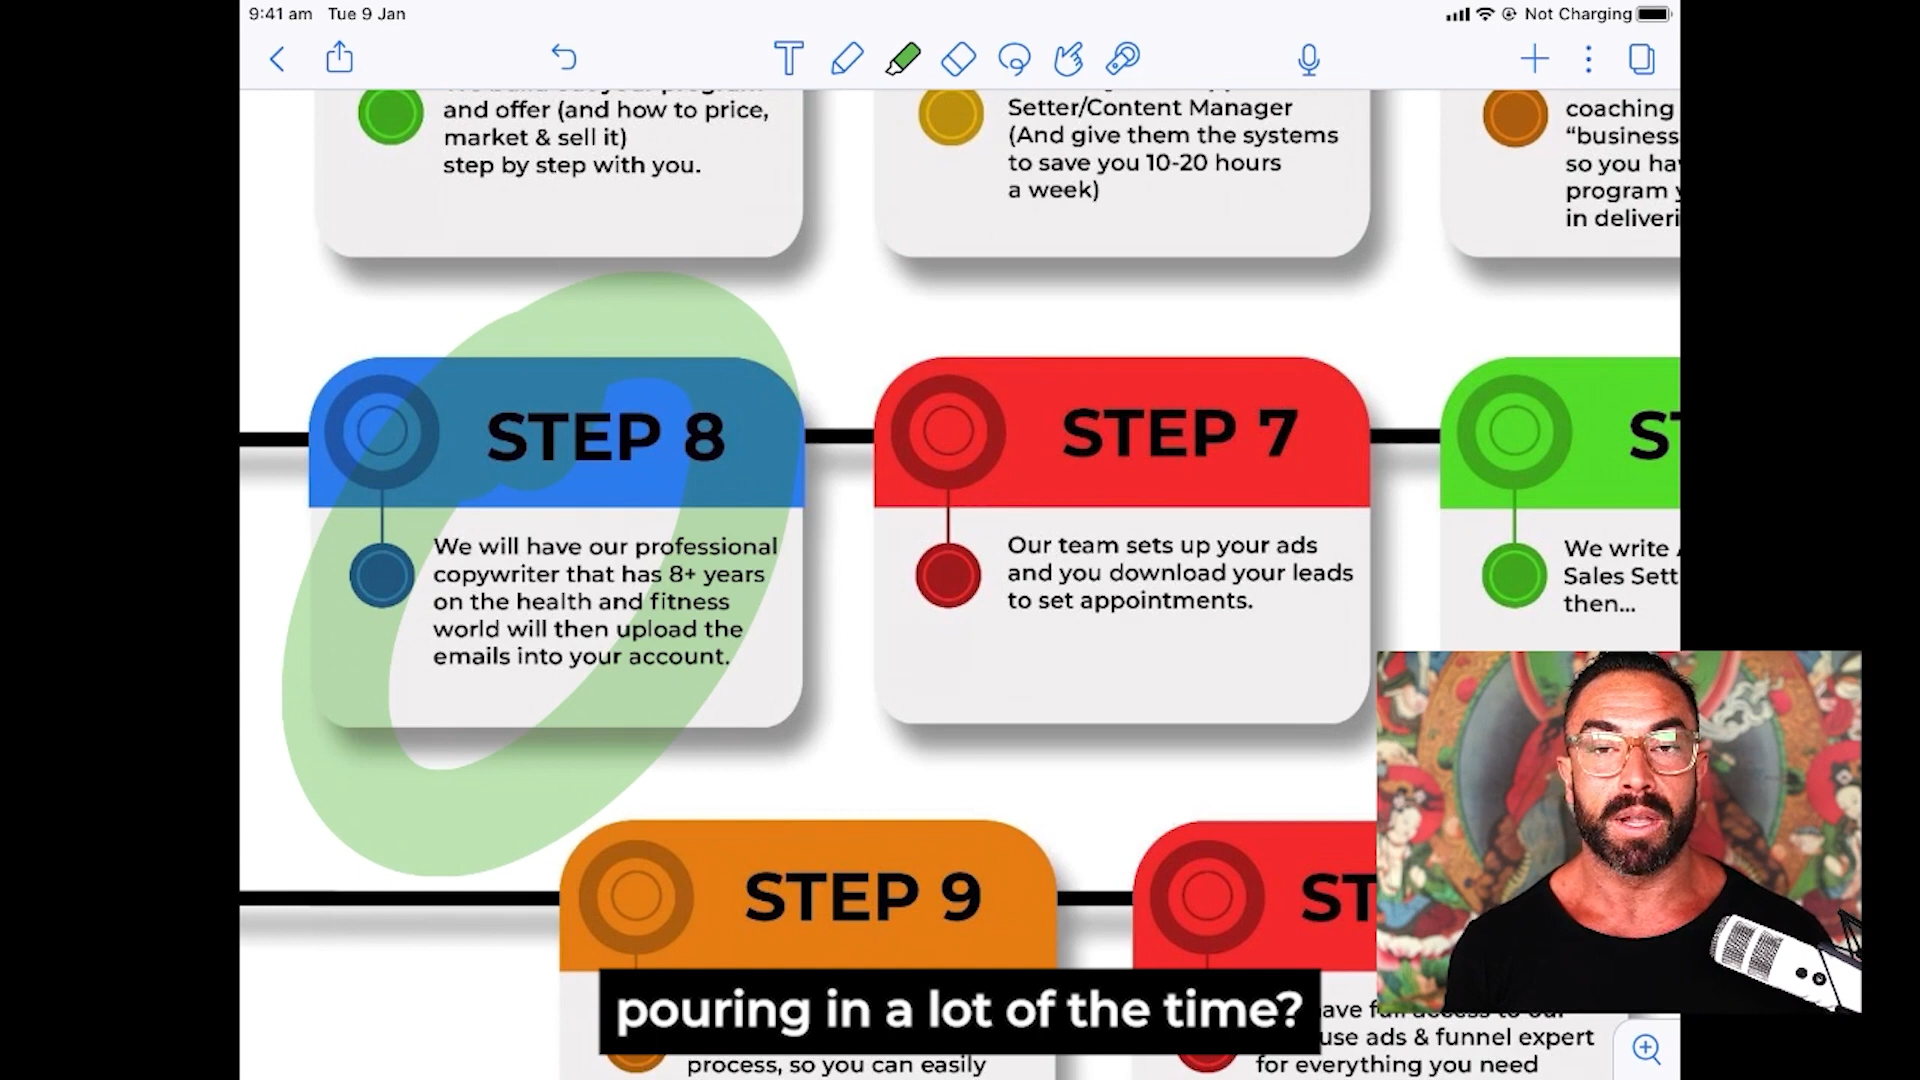 9:41 am Tue 9 Jan
Not Charging
and offer (and how to price,
market & sell it)
step by step with you.
Setter/Content Manager
(And give them the systems
to save you 10-20 hours
a week)
coaching
“business
so you
program
in
STEP 8
We will have our professional
copywriter that has 8+ years
on the health and fitness
world will then upload the
emails into your account.
STEP 7
Our team sets up your ads
and you download your leads
to set appointments.
We write
Sales
then...
STEP 9
process, so you can easily
access to our
ads & funnel expert
for everything you need
pouring in a lot of the time?